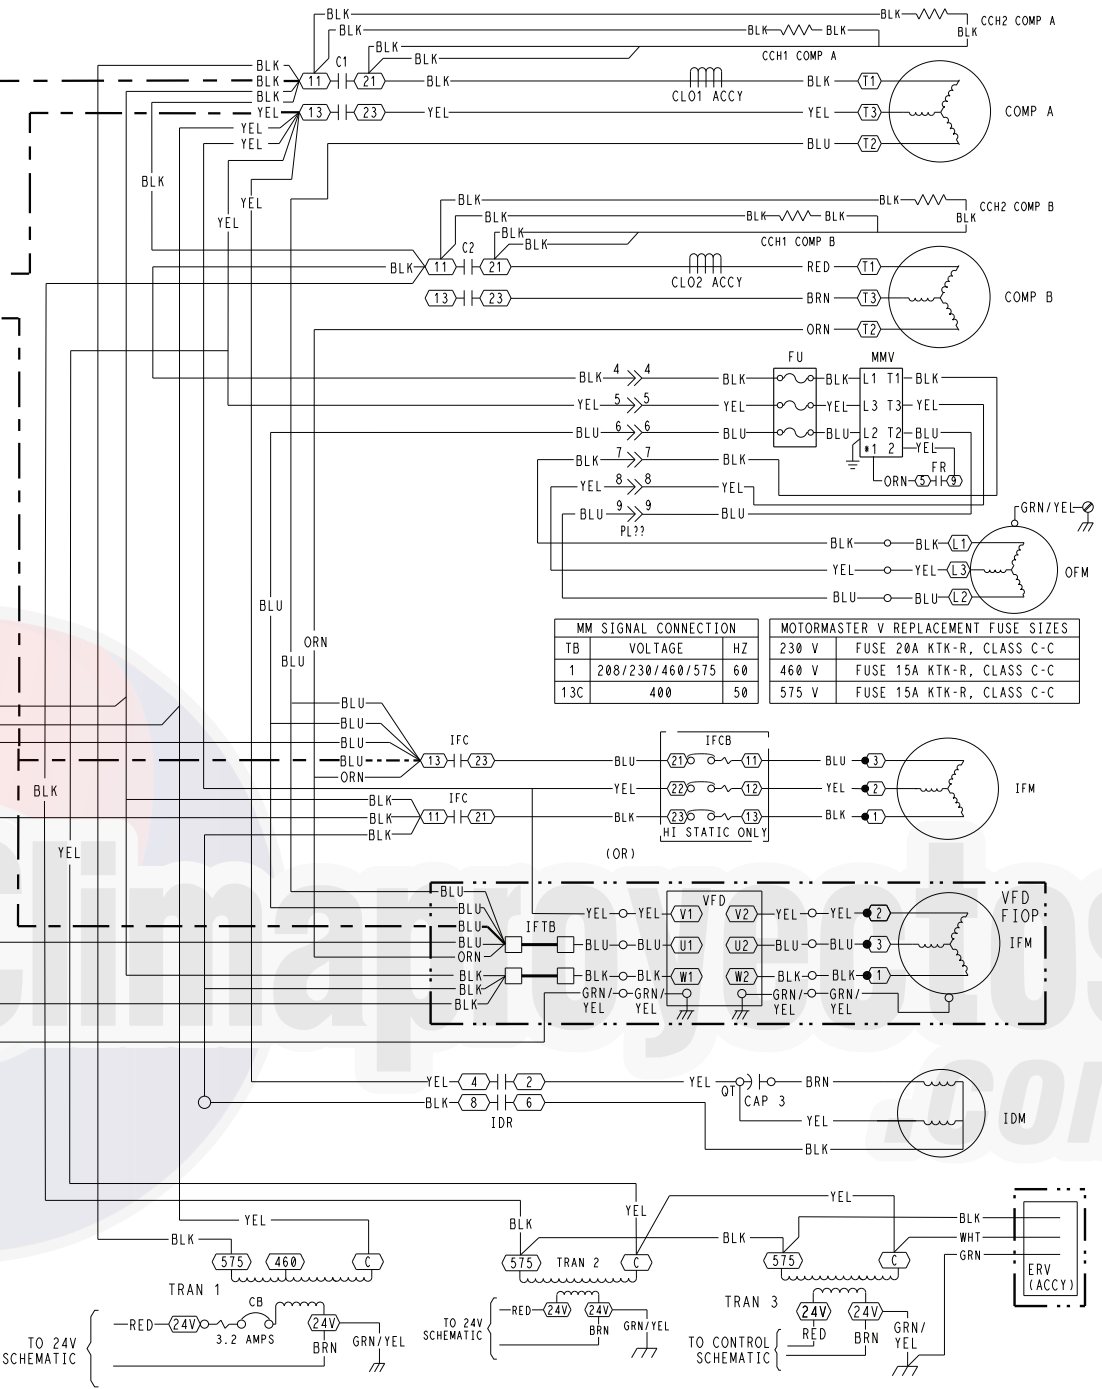 BLK BLK CCH2 COMP A
BLK BLK BLK BLK
BLK C1 BLK CCH1 COMP A
BLK BLK
BLK 11 21 BLK CLO1 ACCY BLK T1
BLK
YEL 13 23 YEL YEL T3 COMP A
YEL
YEL BLU T2
BLK
YEL
YEL
BLK BLK CCH2 COMP B
BLK BLK BLK BLK
BLK CCH1 COMP B
C2 BLK
BLK 11 21 CLO2 ACCY RED T1
13 23 BRN T3 COMP B
ORN T2
FU MMV
BLK 4 4 BLK BLK L1 T1 BLK
YEL 5 5 YEL YEL L3 T3 YEL
BLU 6 6 BLU BLU L2 T2 BLU
*1 2 YEL
BLK 7 7 BLK FR
YEL 8 8 YEL ORN 5 9
BLU 9 9 BLU GRN/YEL
PL??
BLK BLK L1
YEL YEL L3 OFM
BLU BLU L2
BLU
ORN
BLU
MM SIGNAL CONNECTION
TB VOLTAGE HZ
1 208/230/460/575 60
13C 400 50
MOTORMASTER V REPLACEMENT FUSE SIZES
230 V FUSE 20A KTK-R, CLASS C-C
460 V FUSE 15A KTK-R, CLASS C-C
575 V FUSE 15A KTK-R, CLASS C-C
BLU
BLU
BLU IFC IFCB
BLU 13 23 BLU 21 11 BLU 3
ORN
BLK YEL 22 12 YEL 2 IFM
BLK IFC
BLK 11 21 BLK 23 13 BLK 1
BLK HI STATIC ONLY
YEL (OR)
BLU VFD VFD
BLU YEL YEL V1 V2 YEL YEL 2 FIOP
BLU IFTB
BLU BLU BLU U1 U2 BLU BLU 3 IFM
ORN
BLK BLK BLK W1 W2 BLK BLK 1
BLK GRN/ GRN/ GRN/ GRN/
BLK YEL YEL YEL YEL
YEL 4 2 YEL QT CAP 3 BRN
BLK 8 6 YEL IDM
IDR
BLK
YEL
YEL YEL BLK BLK
BLK BLK WHT
575 460 C 575 TRAN 2 C 575 C GRN
ERV
(ACCY)
TRAN 1 TRAN 3
CB
RED 24V 24V RED 24V 24V 24V 24V
3.2 AMPS
TO 24V
SCHEMATIC
BRN GRN/YEL
TO 24V
SCHEMATIC
BRN GRN/YEL
TO CONTROL
SCHEMATIC
RED BRN GRN/
YEL
Climaproyectos
.com